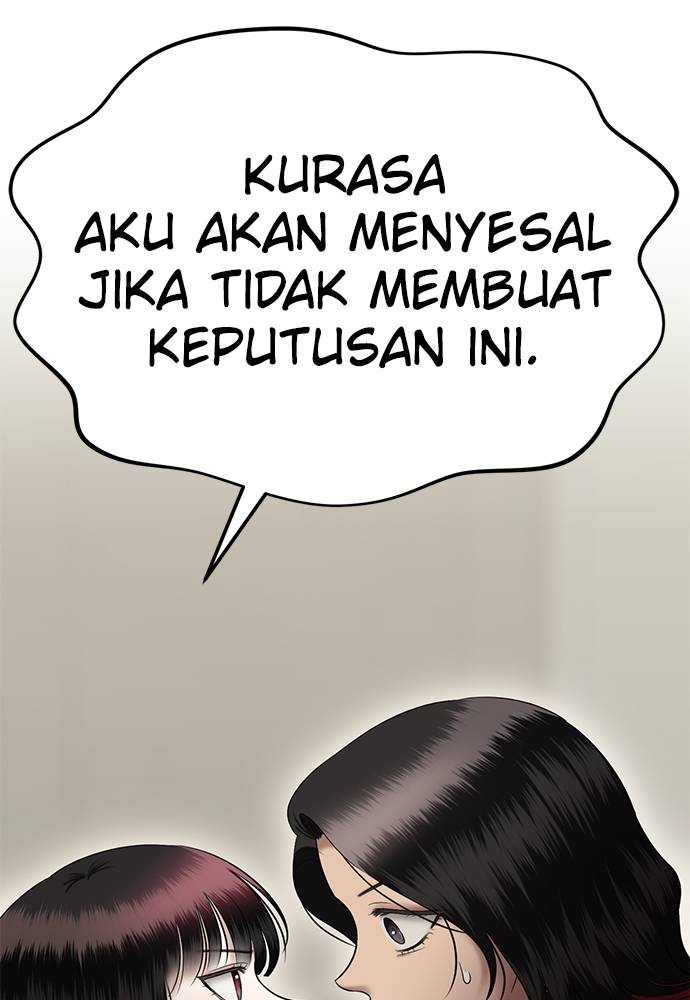 KURASA
AKU AKAN MENYESAL
JIKA TIDAK MEMBUAT
KEPUTUSAN INI.